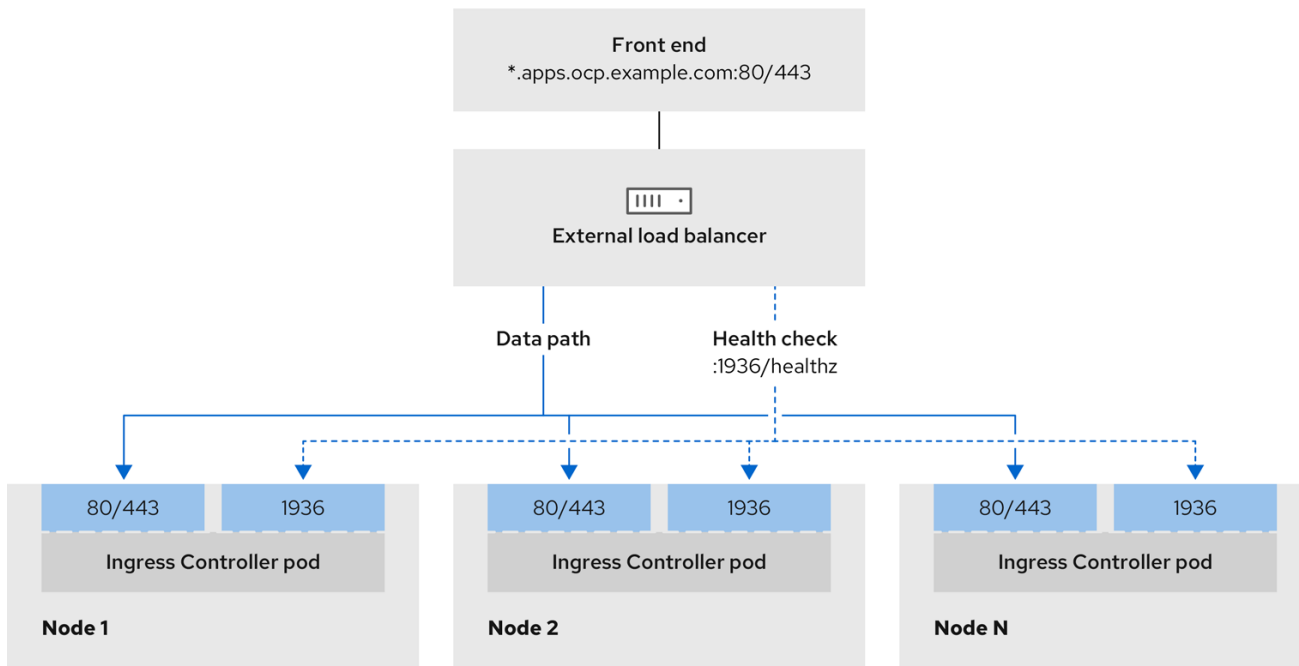 Front end
*.apps.ocp.example.com:80/443
External load balancer
Data path
Health check
:1936/healthz
80/443
1936
80/443
1936
80/443
1936
Ingress Controller pod
Ingress Controller pod
Ingress Controller pod
Node 1
Node 2
Node N